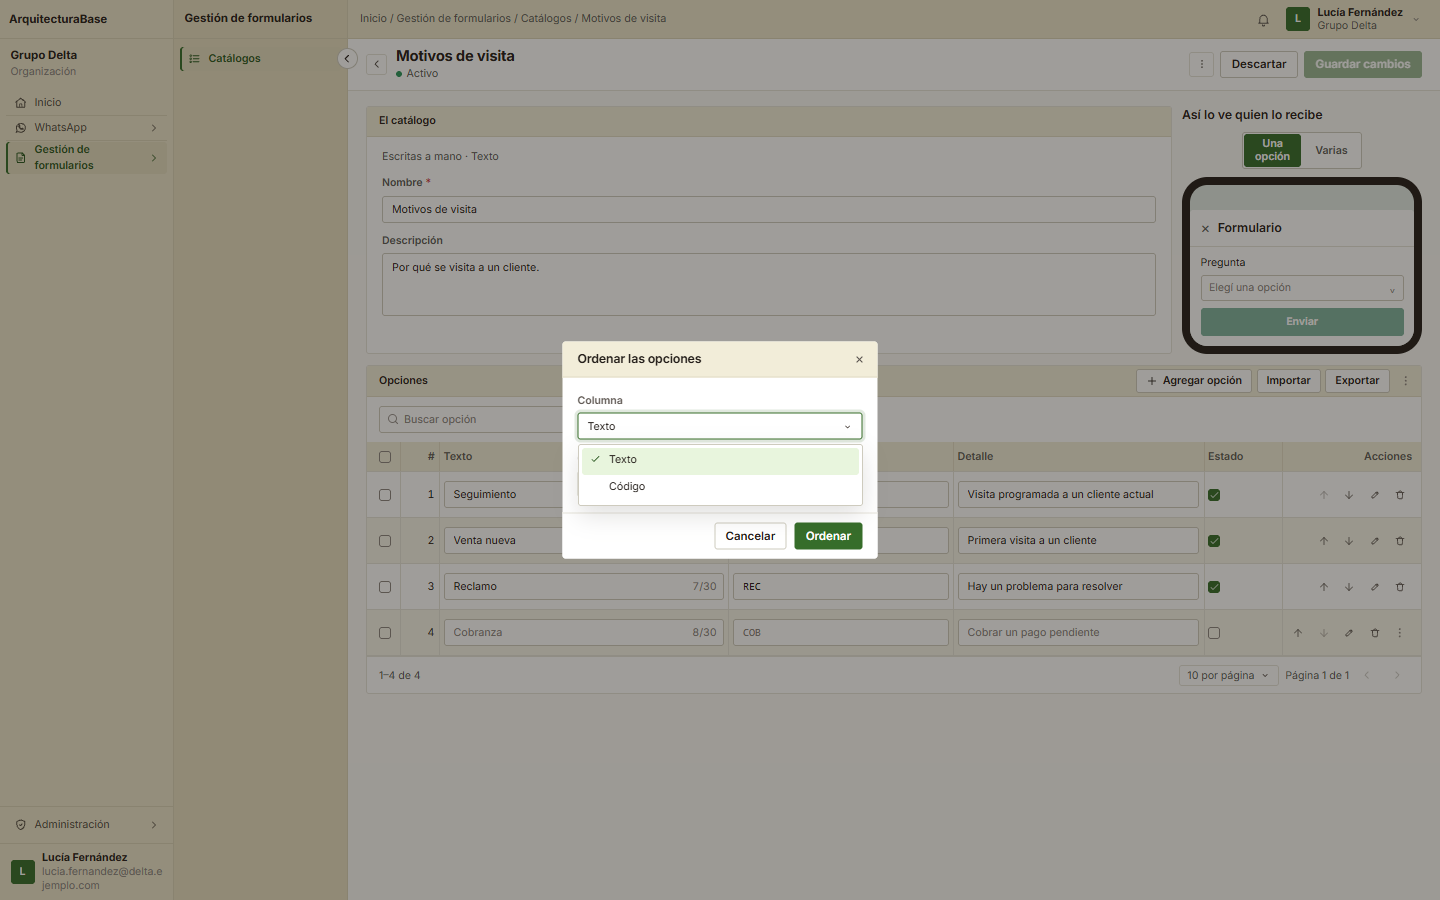 ArquitecturaBase
Grupo Delta
Organización
Inicio
WhatsApp
Gestión de
formularios
Administración
L
Lucía Fernández
lucia.fernandez@delta.e
jemplo.com
Gestión de formularios
Catálogos
Inicio / Gestión de formularios / Catálogos / Motivos de visita
L
Lucía Fernández
Grupo Delta
Motivos de visita
Activo
Descartar
Guardar cambios
El catálogo
Escritas a mano · Texto
Nombre *
Motivos de visita
Descripción
Por qué se visita a un cliente.
Así lo ve quien lo recibe
Una
opción
Varias
Formulario
Pregunta
Elegí una opción
Enviar
Opciones
Agregar opción
Importar
Exportar
Buscar opción
# Texto Detalle Estado Acciones
1 Seguimiento Visita programada a un cliente actual
2 Venta nueva Primera visita a un cliente
3 Reclamo 7/30 REC Hay un problema para resolver
4 Cobranza 8/30 COB Cobrar un pago pendiente
1–4 de 4
10 por página
Página 1 de 1
Ordenar las opciones
Columna
Texto
Texto
Código
Cancelar
Ordenar